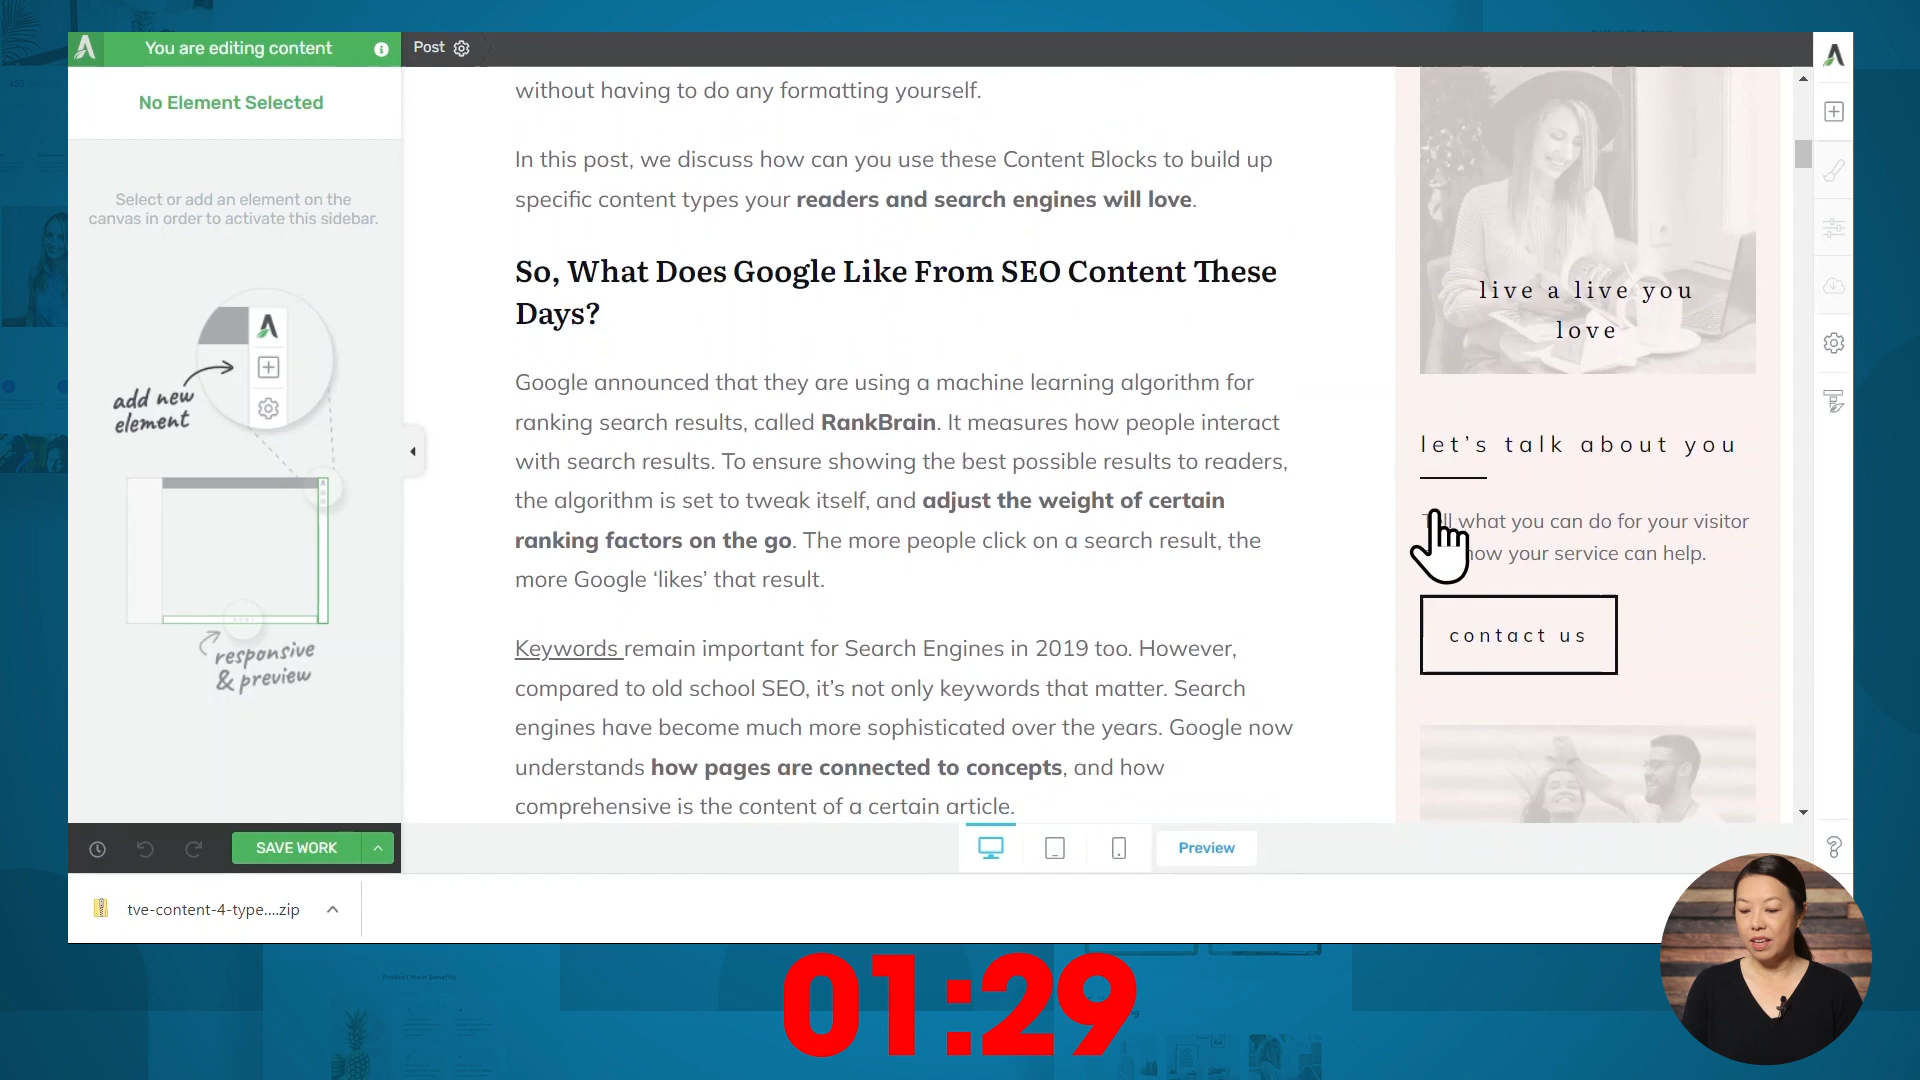 You are editing content
Post
No Element Selected
Select or add an element on the
canvas in order to activate this sidebar.
add new
element
responsive
& preview
SAVE WORK
without having to do any formatting yourself.
In this post, we discuss how can you use these Content Blocks to build up
specific content types your readers and search engines will love.
So, What Does Google Like From SEO Content These
Days?
Google announced that they are using a machine learning algorithm for
ranking search results, called RankBrain. It measures how people interact
with search results. To ensure showing the best possible results to readers,
the algorithm is set to tweak itself, and adjust the weight of certain
ranking factors on the go. The more people click on a search result, the
more Google ‘likes’ that result.
Keywords remain important for Search Engines in 2019 too. However,
compared to old school SEO, it’s not only keywords that matter. Search
engines have become much more sophisticated over the years. Google now
understands how pages are connected to concepts, and how
comprehensive is the content of a certain article.
live a live you
love
let’s talk about you
what you can do for your visitor
your service can help.
contact us
Preview
tve-content-4-type....zip
Product Main Benefits
01:29